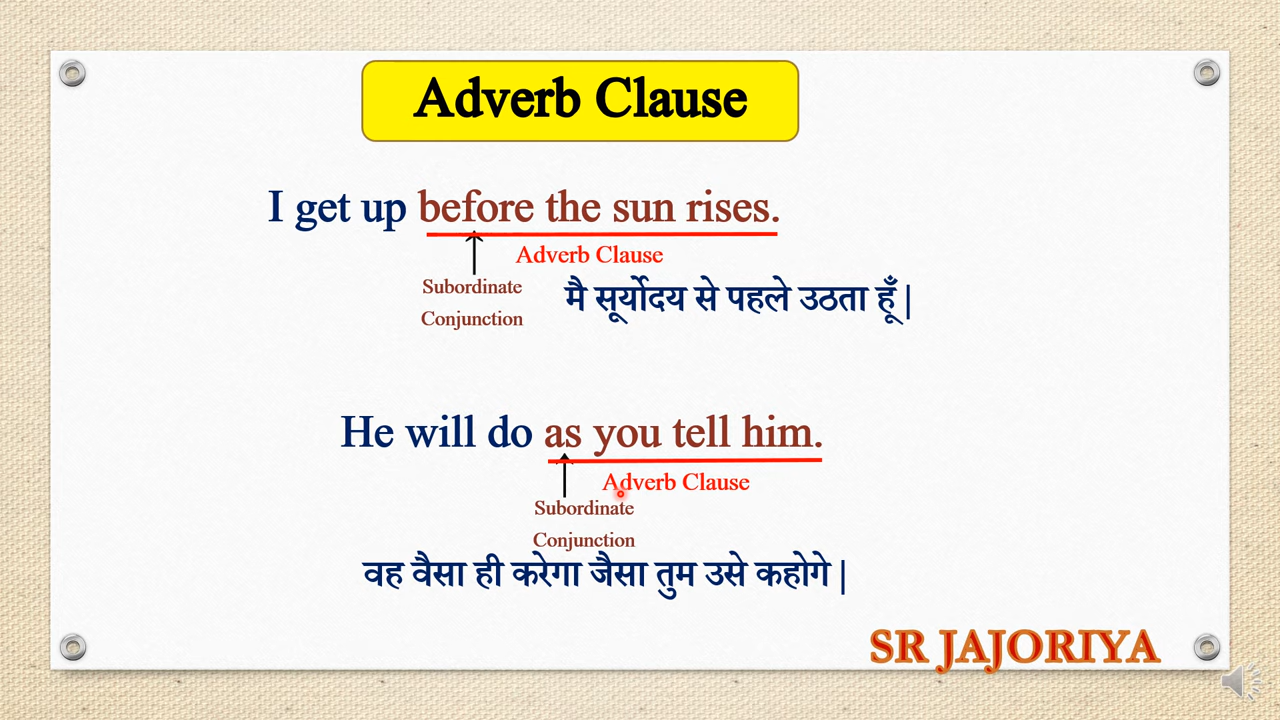 Adverb Clause
I get up before the sun rises.
Adverb Clause
Subordinate
Conjunction
मै सूर्योदय से पहले उठता हूँ |
He will do as you tell him.
Adverb Clause
Subordinate
Conjunction
वह वैसा ही करेगा जैसा तुम उसे कहोगे |
SR JAJORIYA